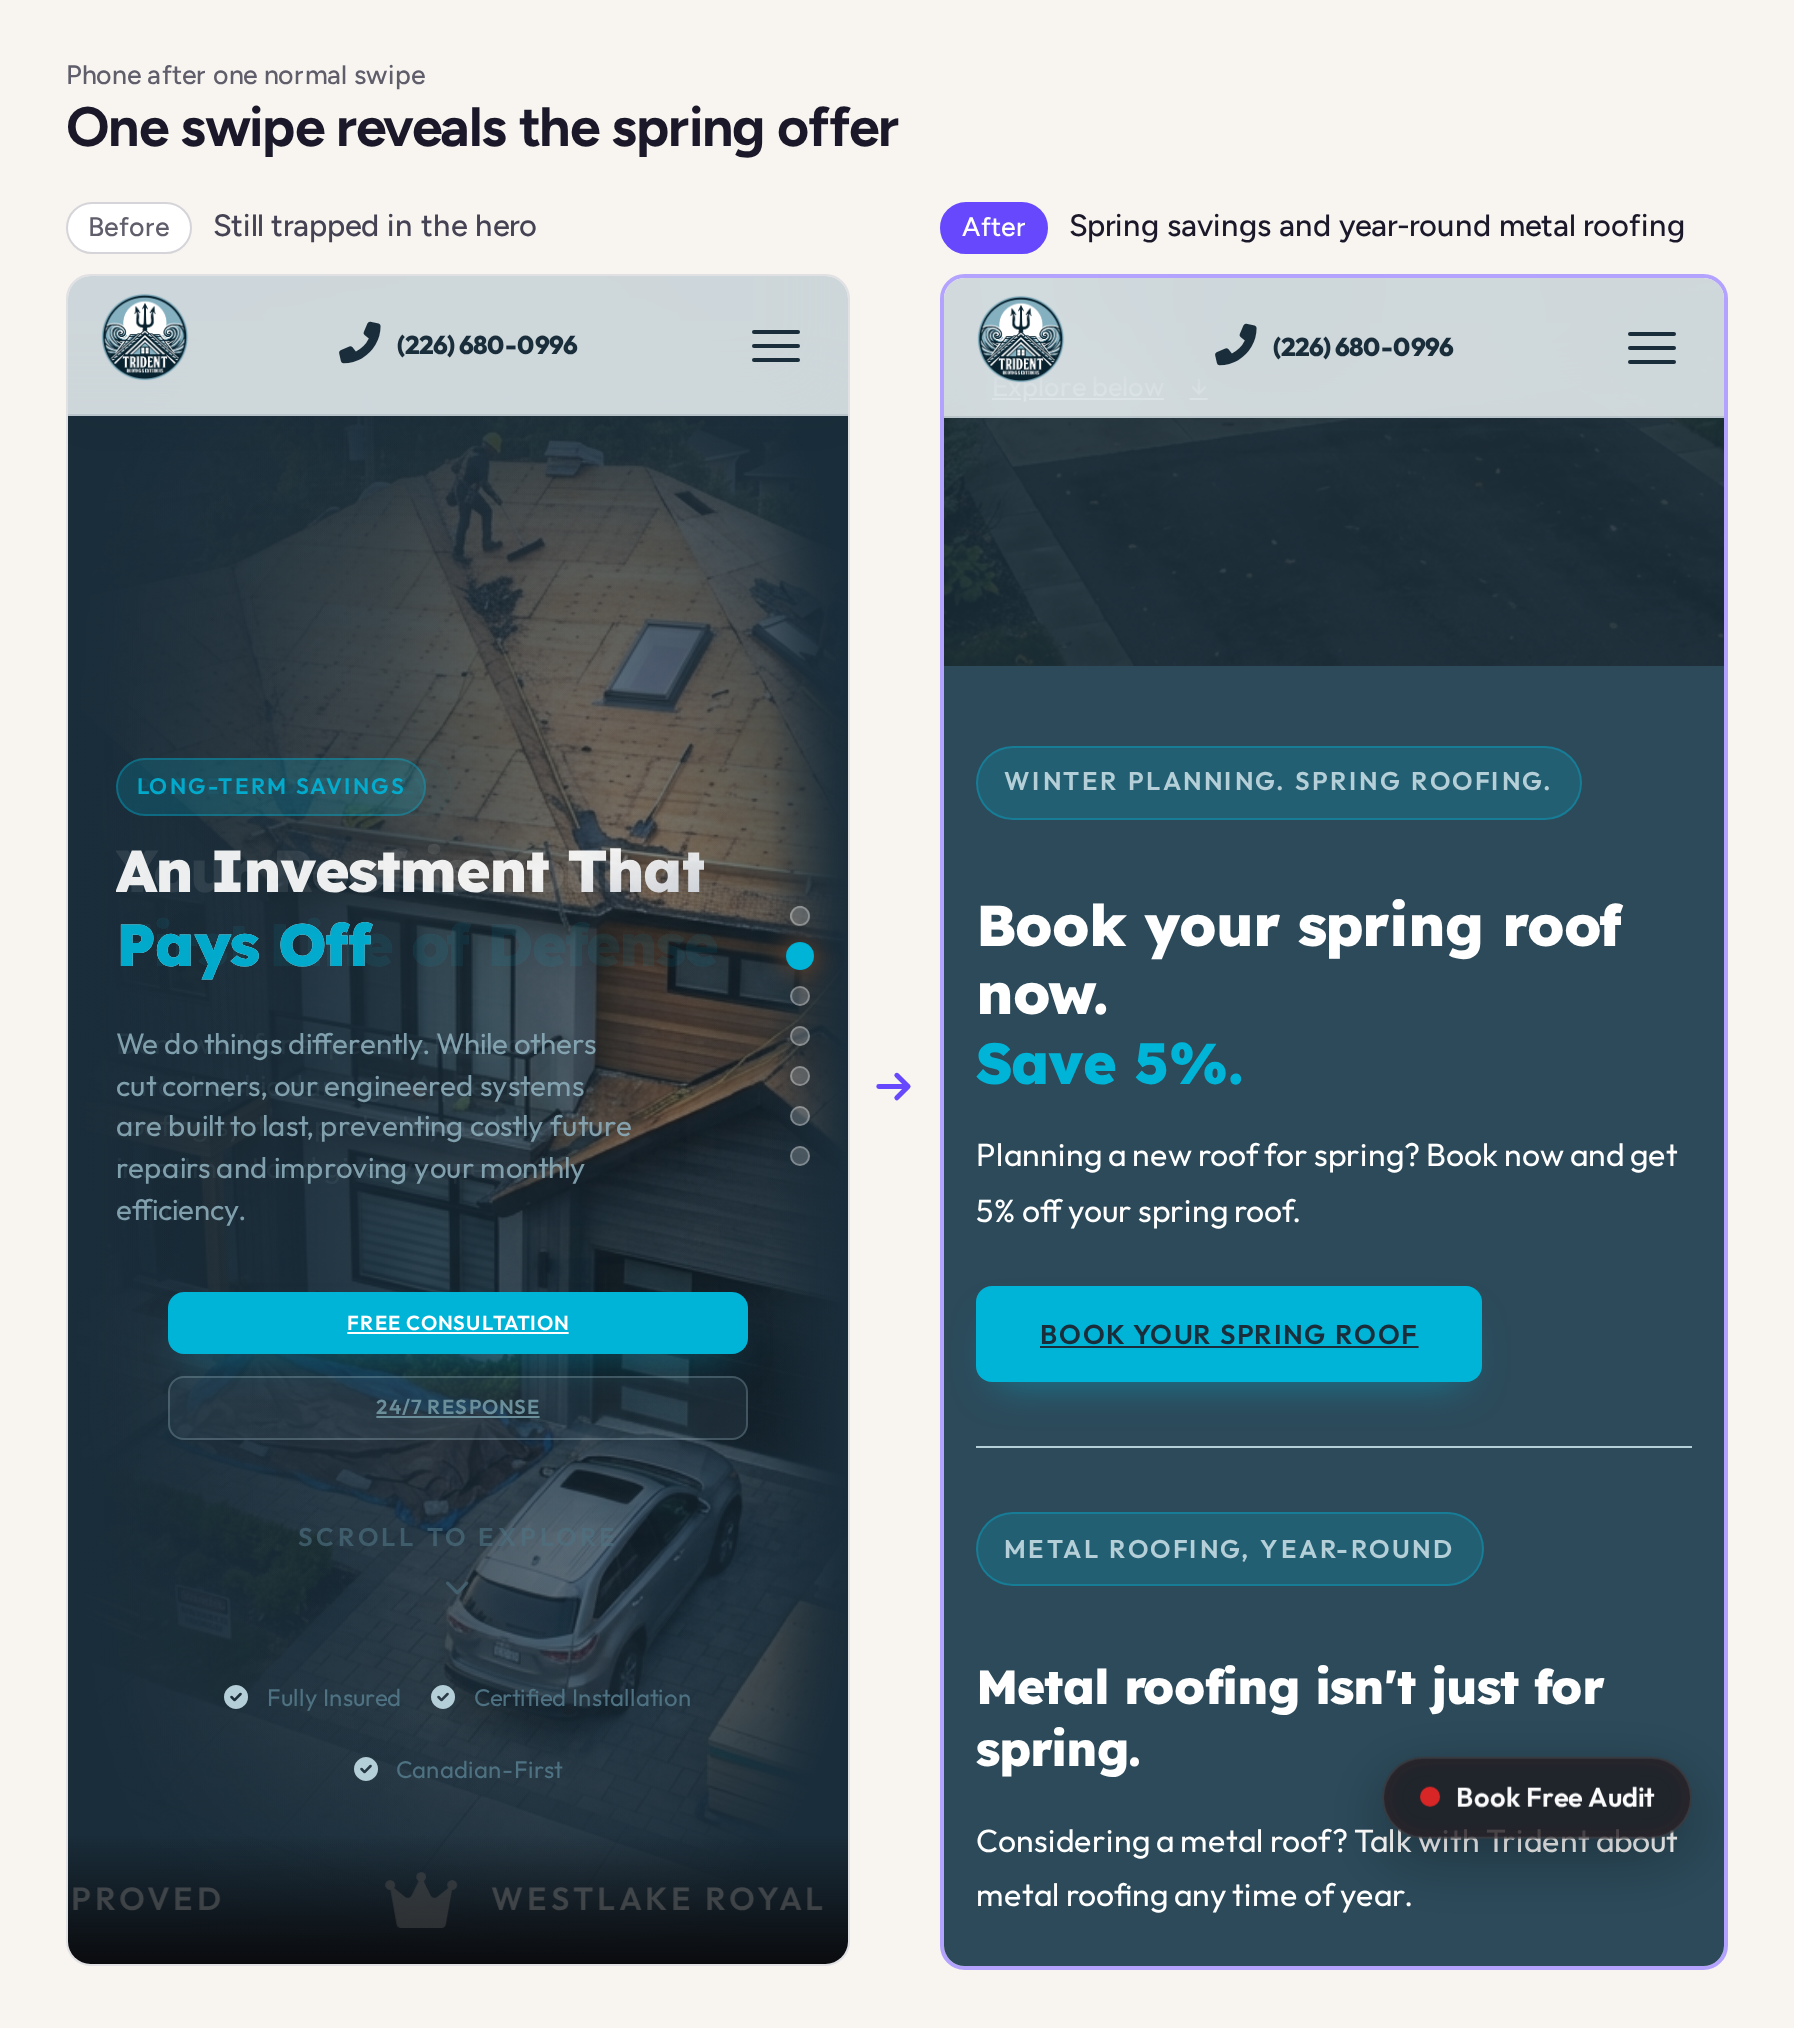 Phone after one normal swipe
One swipe reveals the spring offer
Before
Still trapped in the hero
TRIDENT
(226) 680-0996
LONG-TERM SAVINGS
An Investment That
Pays Off
of Defense
We do things differently. While others
cut corners, our engineered systems
are built to last, preventing costly future
repairs and improving your monthly
efficiency.
FREE CONSULTATION
24/7 RESPONSE
SCROLL TO EXPLORE
Fully Insured
Certified Installation
Canadian-First
PROVED
WESTLAKE ROYAL
After
Spring savings and year-round metal roofing
TRIDENT
(226) 680-0996
Explore below
WINTER PLANNING. SPRING ROOFING.
Book your spring roof
now.
Save 5%.
Planning a new roof for spring? Book now and get
5% off your spring roof.
BOOK YOUR SPRING ROOF
METAL ROOFING, YEAR-ROUND
Metal roofing isn't just for
spring.
Book Free Audit
Considering a metal roof? Talk with Trident about
metal roofing any time of year.